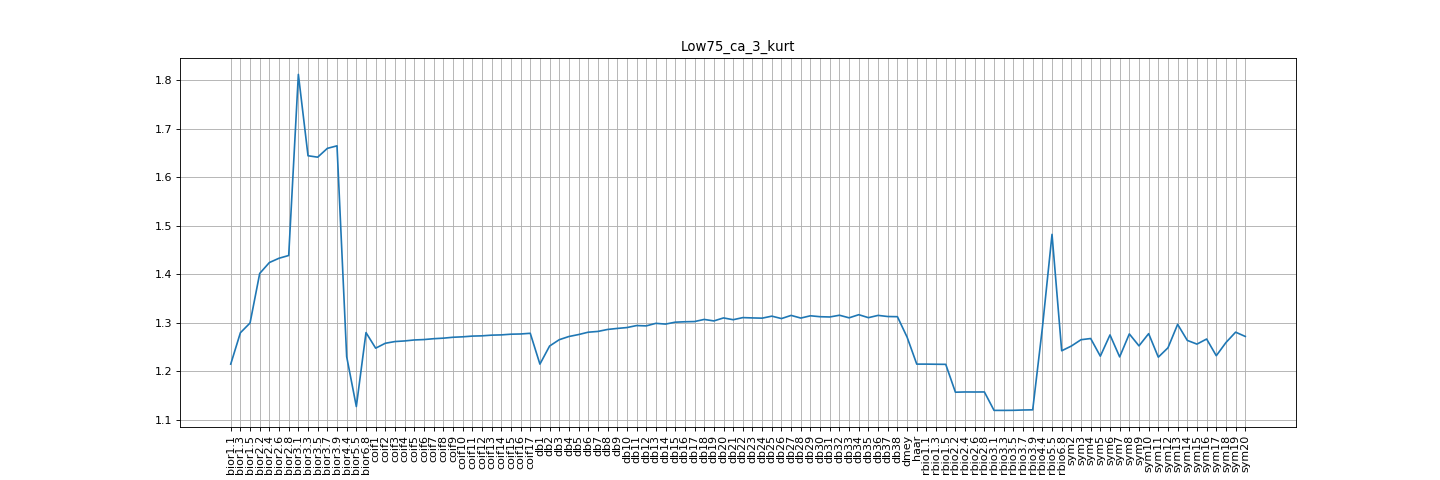 Low75_ca_3_kurt
1.8
1.7
1.6
1.5
1.4
1.3
1.2
1.1
bior1.1
bior1.3
bior1.5
bior2.2
bior2.4
bior2.6
bior2.8
bior3.1
bior3.3
bior3.5
bior3.7
bior3.9
bior4.4
bior5.5
bior6.8
coif1
coif2
coif3
coif4
coif5
coif6
coif7
coif8
coif9
coif10
coif11
coif12
coif13
coif14
coif15
coif16
coif17
db1
db2
db3
db4
db5
db6
db7
db8
db9
db10
db11
db12
db13
db14
db15
db16
db17
db18
db19
db20
db21
db22
db23
db24
db25
db26
db27
db28
db29
db30
db31
db32
db33
db34
db35
db36
db37
db38
dmey
haar
rbio1.1
rbio1.3
rbio1.5
rbio2.2
rbio2.4
rbio2.6
rbio2.8
rbio3.1
rbio3.3
rbio3.5
rbio3.7
rbio3.9
rbio4.4
rbio5.5
rbio6.8
sym2
sym3
sym4
sym5
sym6
sym7
sym8
sym9
sym10
sym11
sym12
sym13
sym14
sym15
sym16
sym17
sym18
sym19
sym20